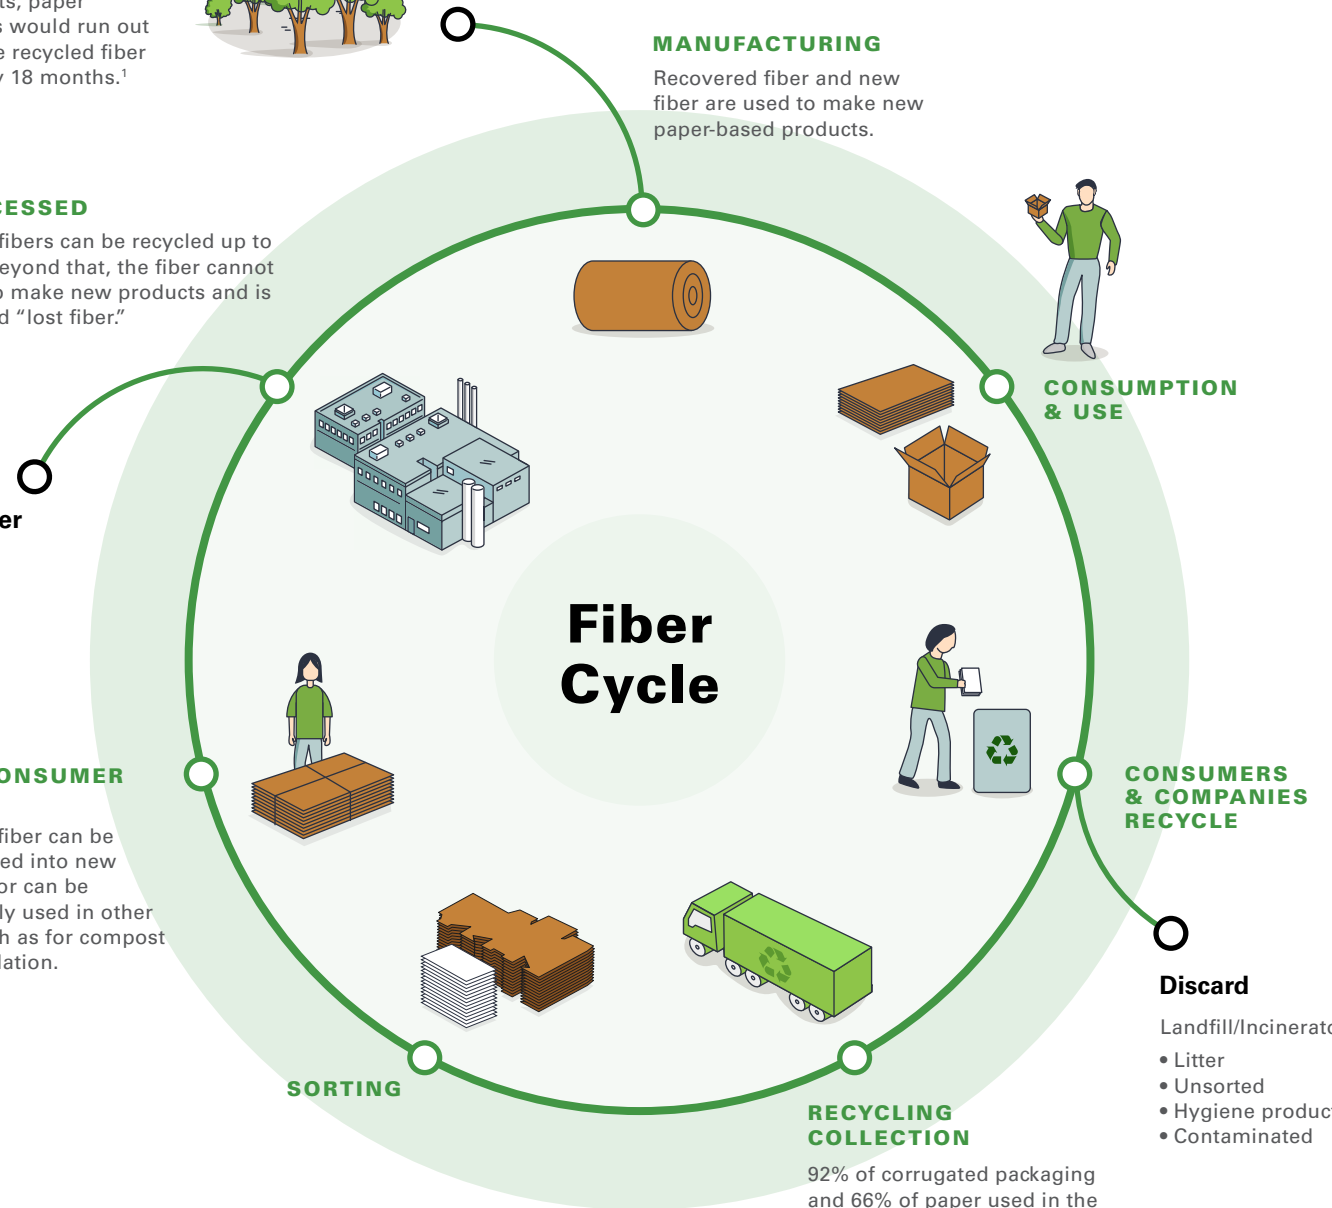 paper
s would run out
e recycled fiber
18 months.¹
MANUFACTURING
Recovered fiber and new
fiber are used to make new
paper-based products.
CESSED
fibers can be recycled up to
eyond that, the fiber cannot
o make new products and is
d “lost fiber.”
er
CONSUMPTION
& USE
Fiber
Cycle
ONSUMER
fiber can be
ed into new
or can be
ly used in other
h as for compost
lation.
CONSUMERS
& COMPANIES
RECYCLE
Discard
Landfill/Incinerato
• Litter
• Unsorted
• Hygiene produc
• Contaminated
SORTING
RECYCLING
COLLECTION
92% of corrugated packaging
and 66% of paper used in the